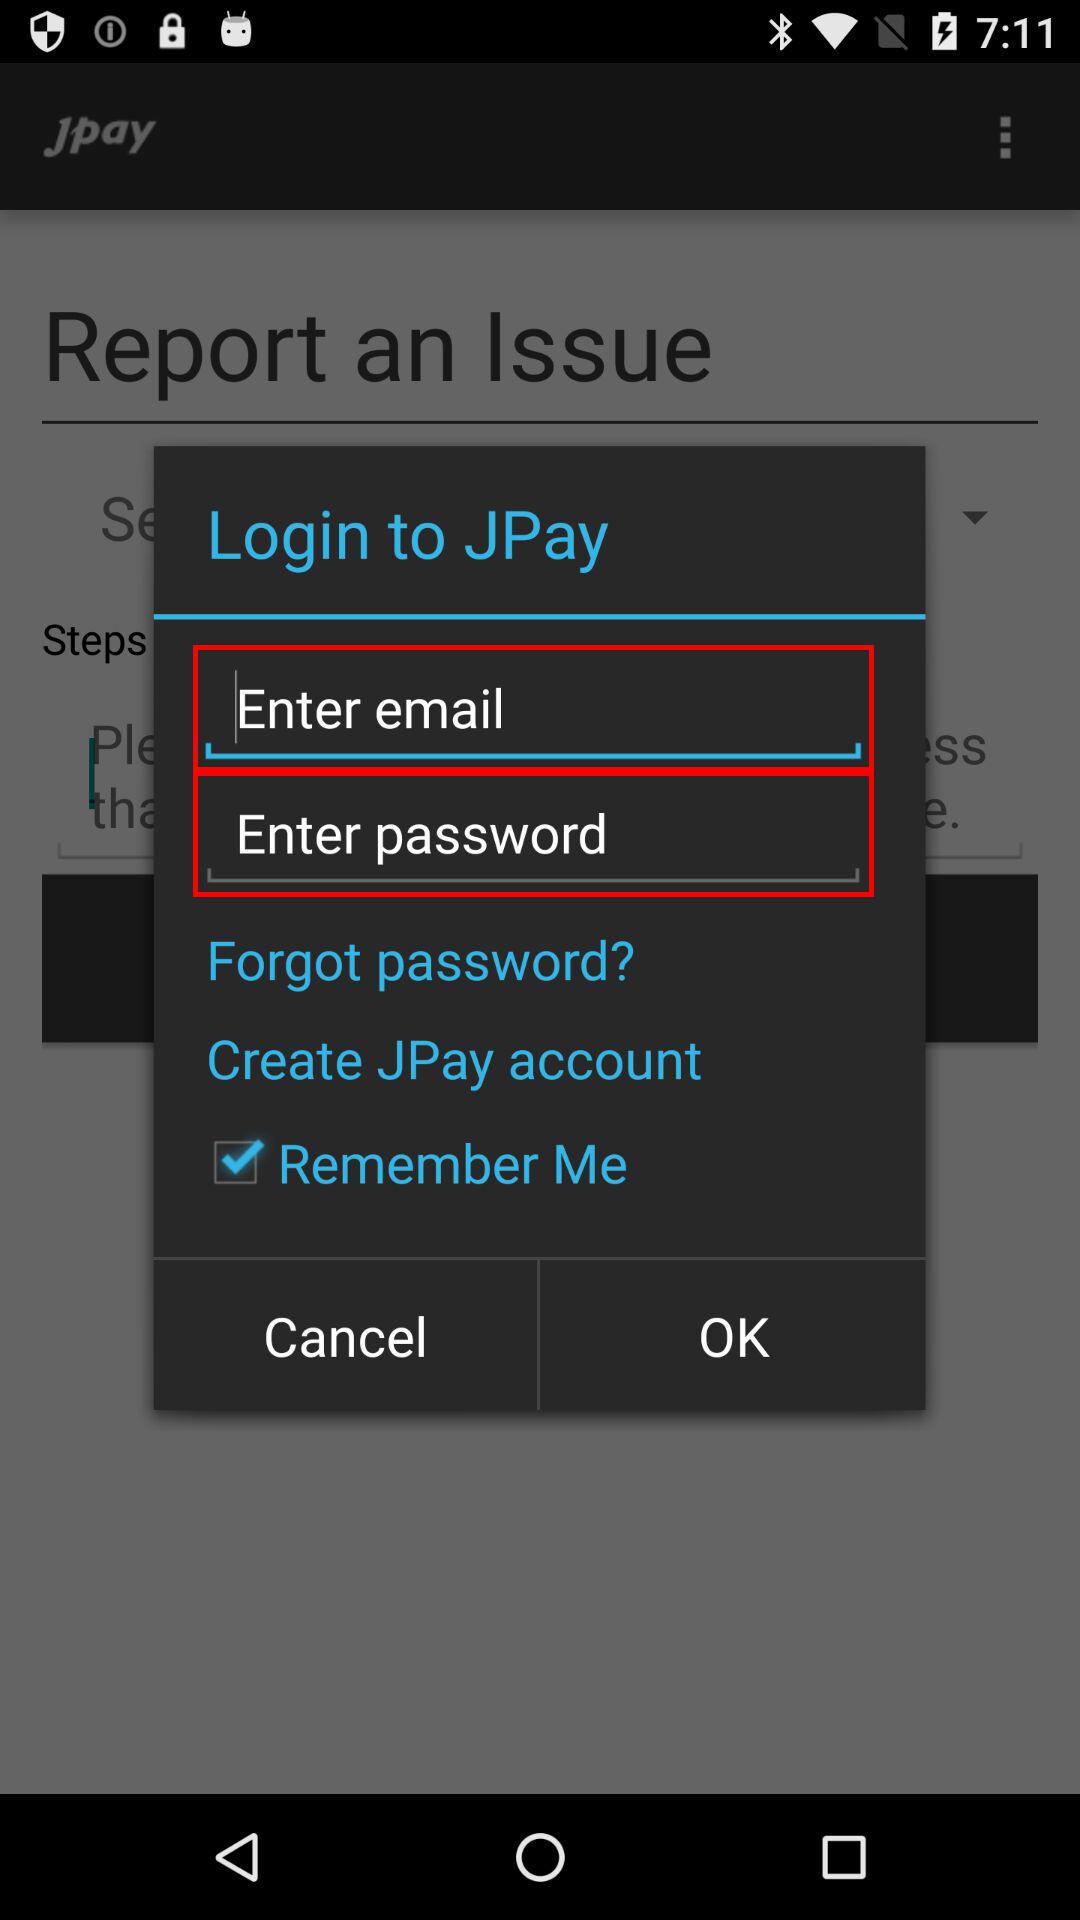 7:11
jpay
Report an Issue
Se
Login to JPay
Steps
Enter email
Ple
ess
tha
e.
Enter password
Forgot password?
Create JPay account
Remember Me
Cancel
OK